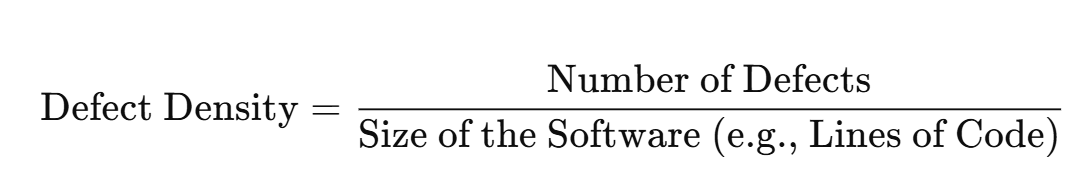 Number of Defects
Defect Density =
Size of the Software (e.g., Lines of Code)